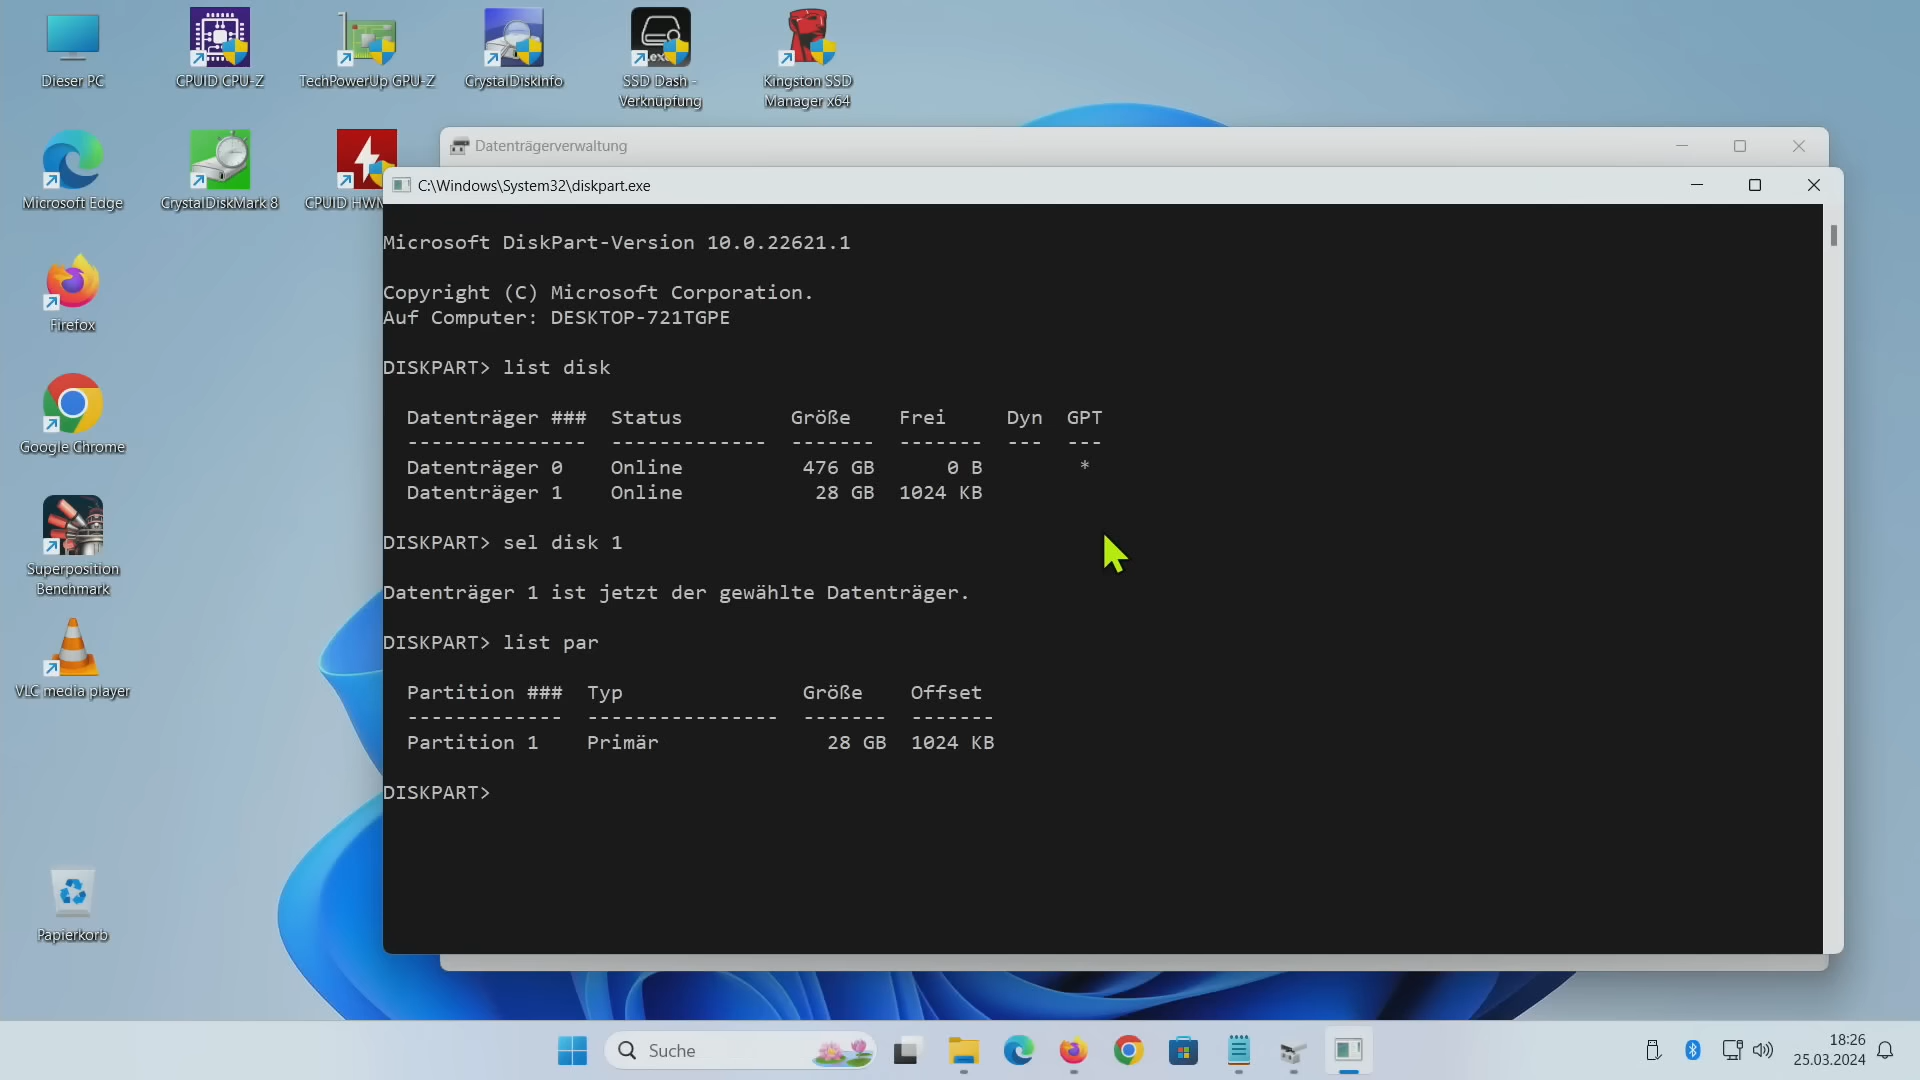 Dieser PC
CPUID CPU-Z
TechPowerUp GPU-Z
CrystalDiskInfo
SSD Dash -
Verknüpfung
Kingston SSD
Manager x64
Microsoft Edge
CrystalDiskMark 8
CPUID HWM
Datenträgerverwaltung
C:\Windows\System32\diskpart.exe
Firefox
Google Chrome
Superposition
Benchmark
VLC media player
Papierkorb
Microsoft DiskPart-Version 10.0.22621.1
Copyright (C) Microsoft Corporation.
Auf Computer: DESKTOP-721TGPE
DISKPART> list disk
Datenträger ###  Status         Größe    Frei     Dyn  GPT
---------------  -------------  -------  -------  ---  ---
Datenträger 0    Online          476 GB      0 B        *
Datenträger 1    Online           28 GB  1024 KB
DISKPART> sel disk 1
Datenträger 1 ist jetzt der gewählte Datenträger.
DISKPART> list par
Partition ###  Typ               Größe    Offset
-------------  ----------------  -------  -------
Partition 1    Primär              28 GB  1024 KB
DISKPART>
Suche
18:26
25.03.2024